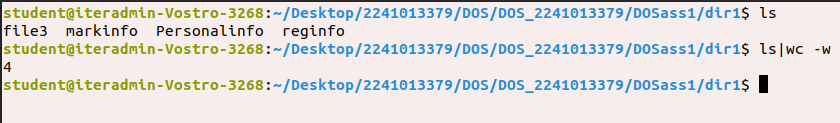 student@iteradmin-Vostro-3268:~/Desktop/2241013379/DOS/DOS_2241013379/DOSass1/dir1$ ls
file3  markinfo  Personalinfo  reginfo
student@iteradmin-Vostro-3268:~/Desktop/2241013379/DOS/DOS_2241013379/DOSass1/dir1$ ls|wc -w
4
student@iteradmin-Vostro-3268:~/Desktop/2241013379/DOS/DOS_2241013379/DOSass1/dir1$